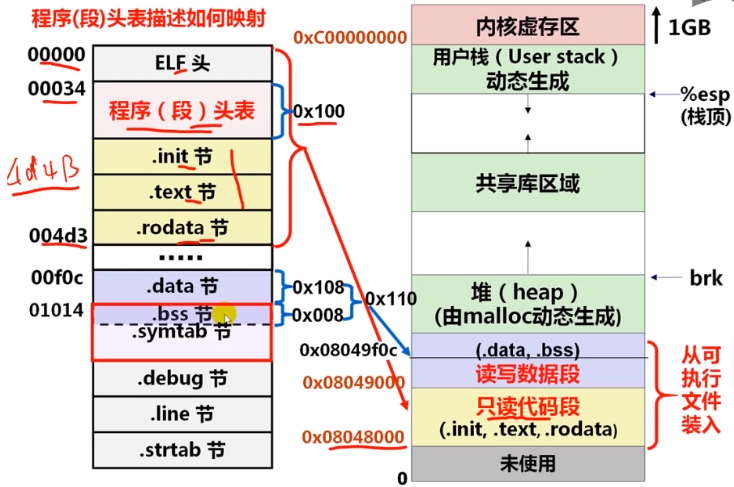 程序(段)头表描述如何映射
00000
ELF 头
00034
程序（段）头表
0x100
.init 节
.text 节
.rodata 节
004d3
.....
00f0c
.data 节
0x108
01014
.bss 节
0x008
0x110
.symtab 节
.debug 节
.line 节
.strtab 节
0xC00000000
内核虚存区
1GB
用户栈（User stack）
动态生成
%esp
(栈顶)
共享库区域
brk
堆（heap）
(由malloc动态生成)
0x08049f0c
(.data, .bss)
读写数据段
0x08049000
只读代码段
(.init, .text, .rodata)
0x08048000
未使用
0
从可
执行
文件
装入